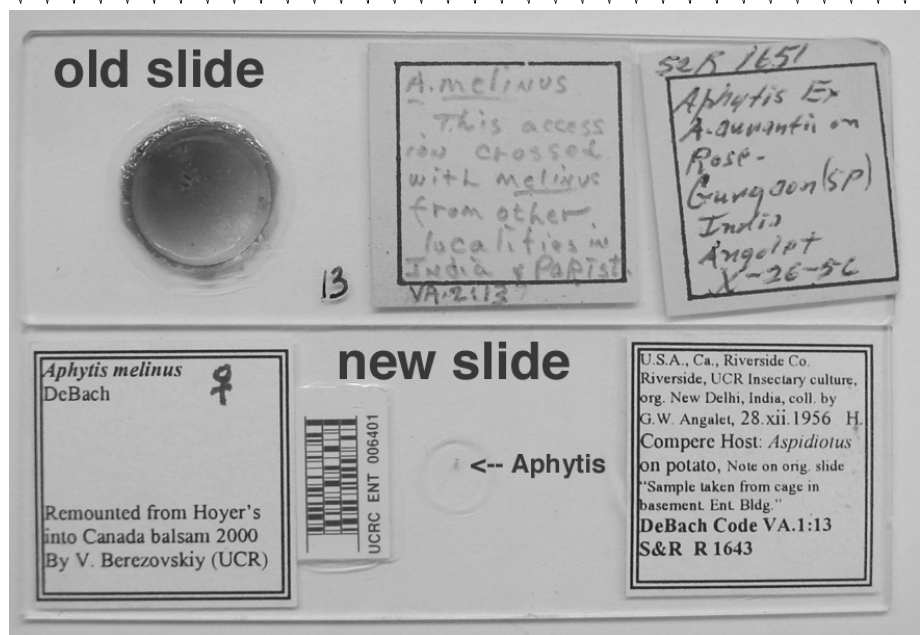 old slide
13
A. melinus
This access
ion crossed
with melinus
from other
localities in
India & Pakist.
VA.2:13
S&R 1651
Aphytis Ex
A. aurantii on
Rose-
Gurgaon (SP)
India
Angalet
X-26-56
new slide
Aphytis melinus
DeBach
♀
Remounted from Hoyer's
into Canada balsam 2000
By V. Berezovskiy (UCR)
UCRC ENT 006401
<-- Aphytis
U.S.A., Ca., Riverside Co.
Riverside, UCR Insectary culture,
org. New Delhi, India, coll. by
G.W. Angalet, 28.xii.1956 H.
Compere Host: Aspidiotus
on potato, Note on orig. slide
"Sample taken from cage in
basement. Ent. Bldg."
DeBach Code VA.1:13
S&R R 1643